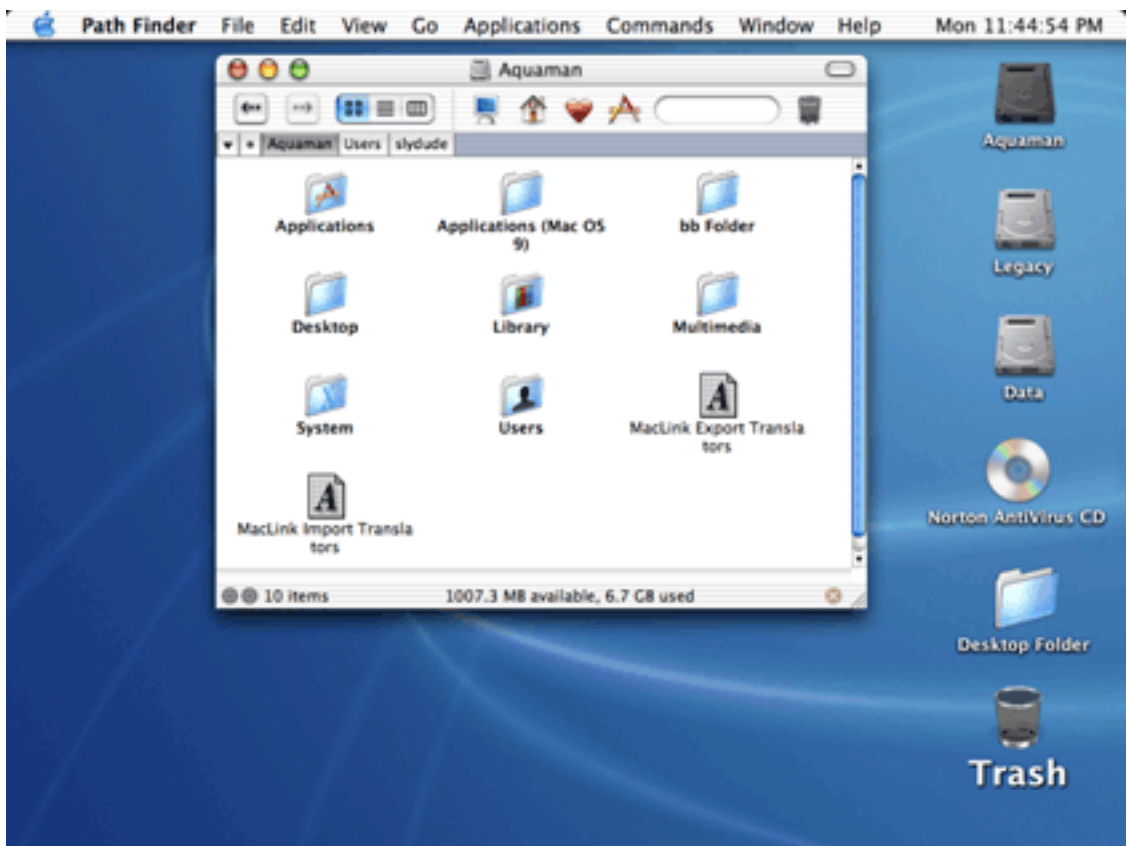 Path Finder File Edit View Go Applications Commands Window Help Mon 11:44:54 PM
Aquaman
Aquaman Users slydude
Applications
Applications (Mac OS
9)
bb Folder
Desktop
Library
Multimedia
System
Users
MacLink Export Transla
tors
MacLink Import Transla
tors
10 items
1007.3 MB available, 6.7 GB used
Aquaman
Legacy
Data
Norton AntiVirus CD
Desktop Folder
Trash